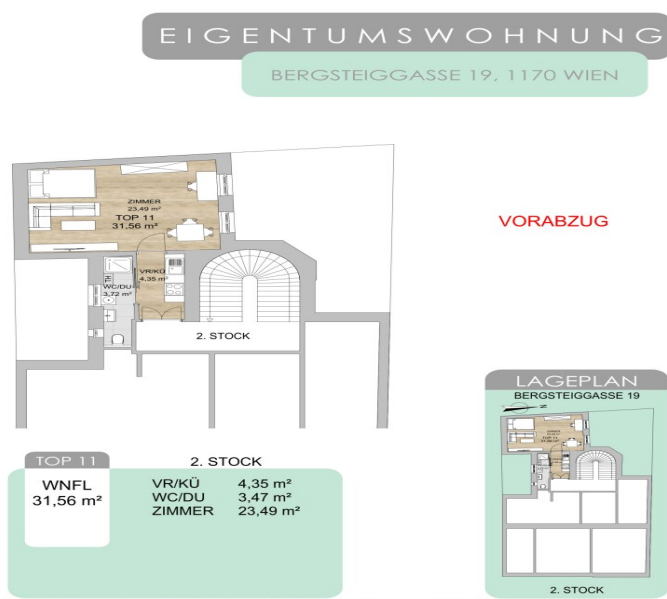 EIGENTUMSWOHNUNG
BERGSTEIGGASSE 19, 1170 WIEN
ZIMMER
23,49 m²
TOP 11
31,56 m²
VORABZUG
VR/KÜ
4,35 m²
HL
WC/DU
3,72 m²
2. STOCK
LAGEPLAN
BERGSTEIGGASSE 19
N
TOP 11
2. STOCK
WNFL
31,56 m²
VR/KÜ 4,35 m²
WC/DU 3,47 m²
ZIMMER 23,49 m²
2. STOCK